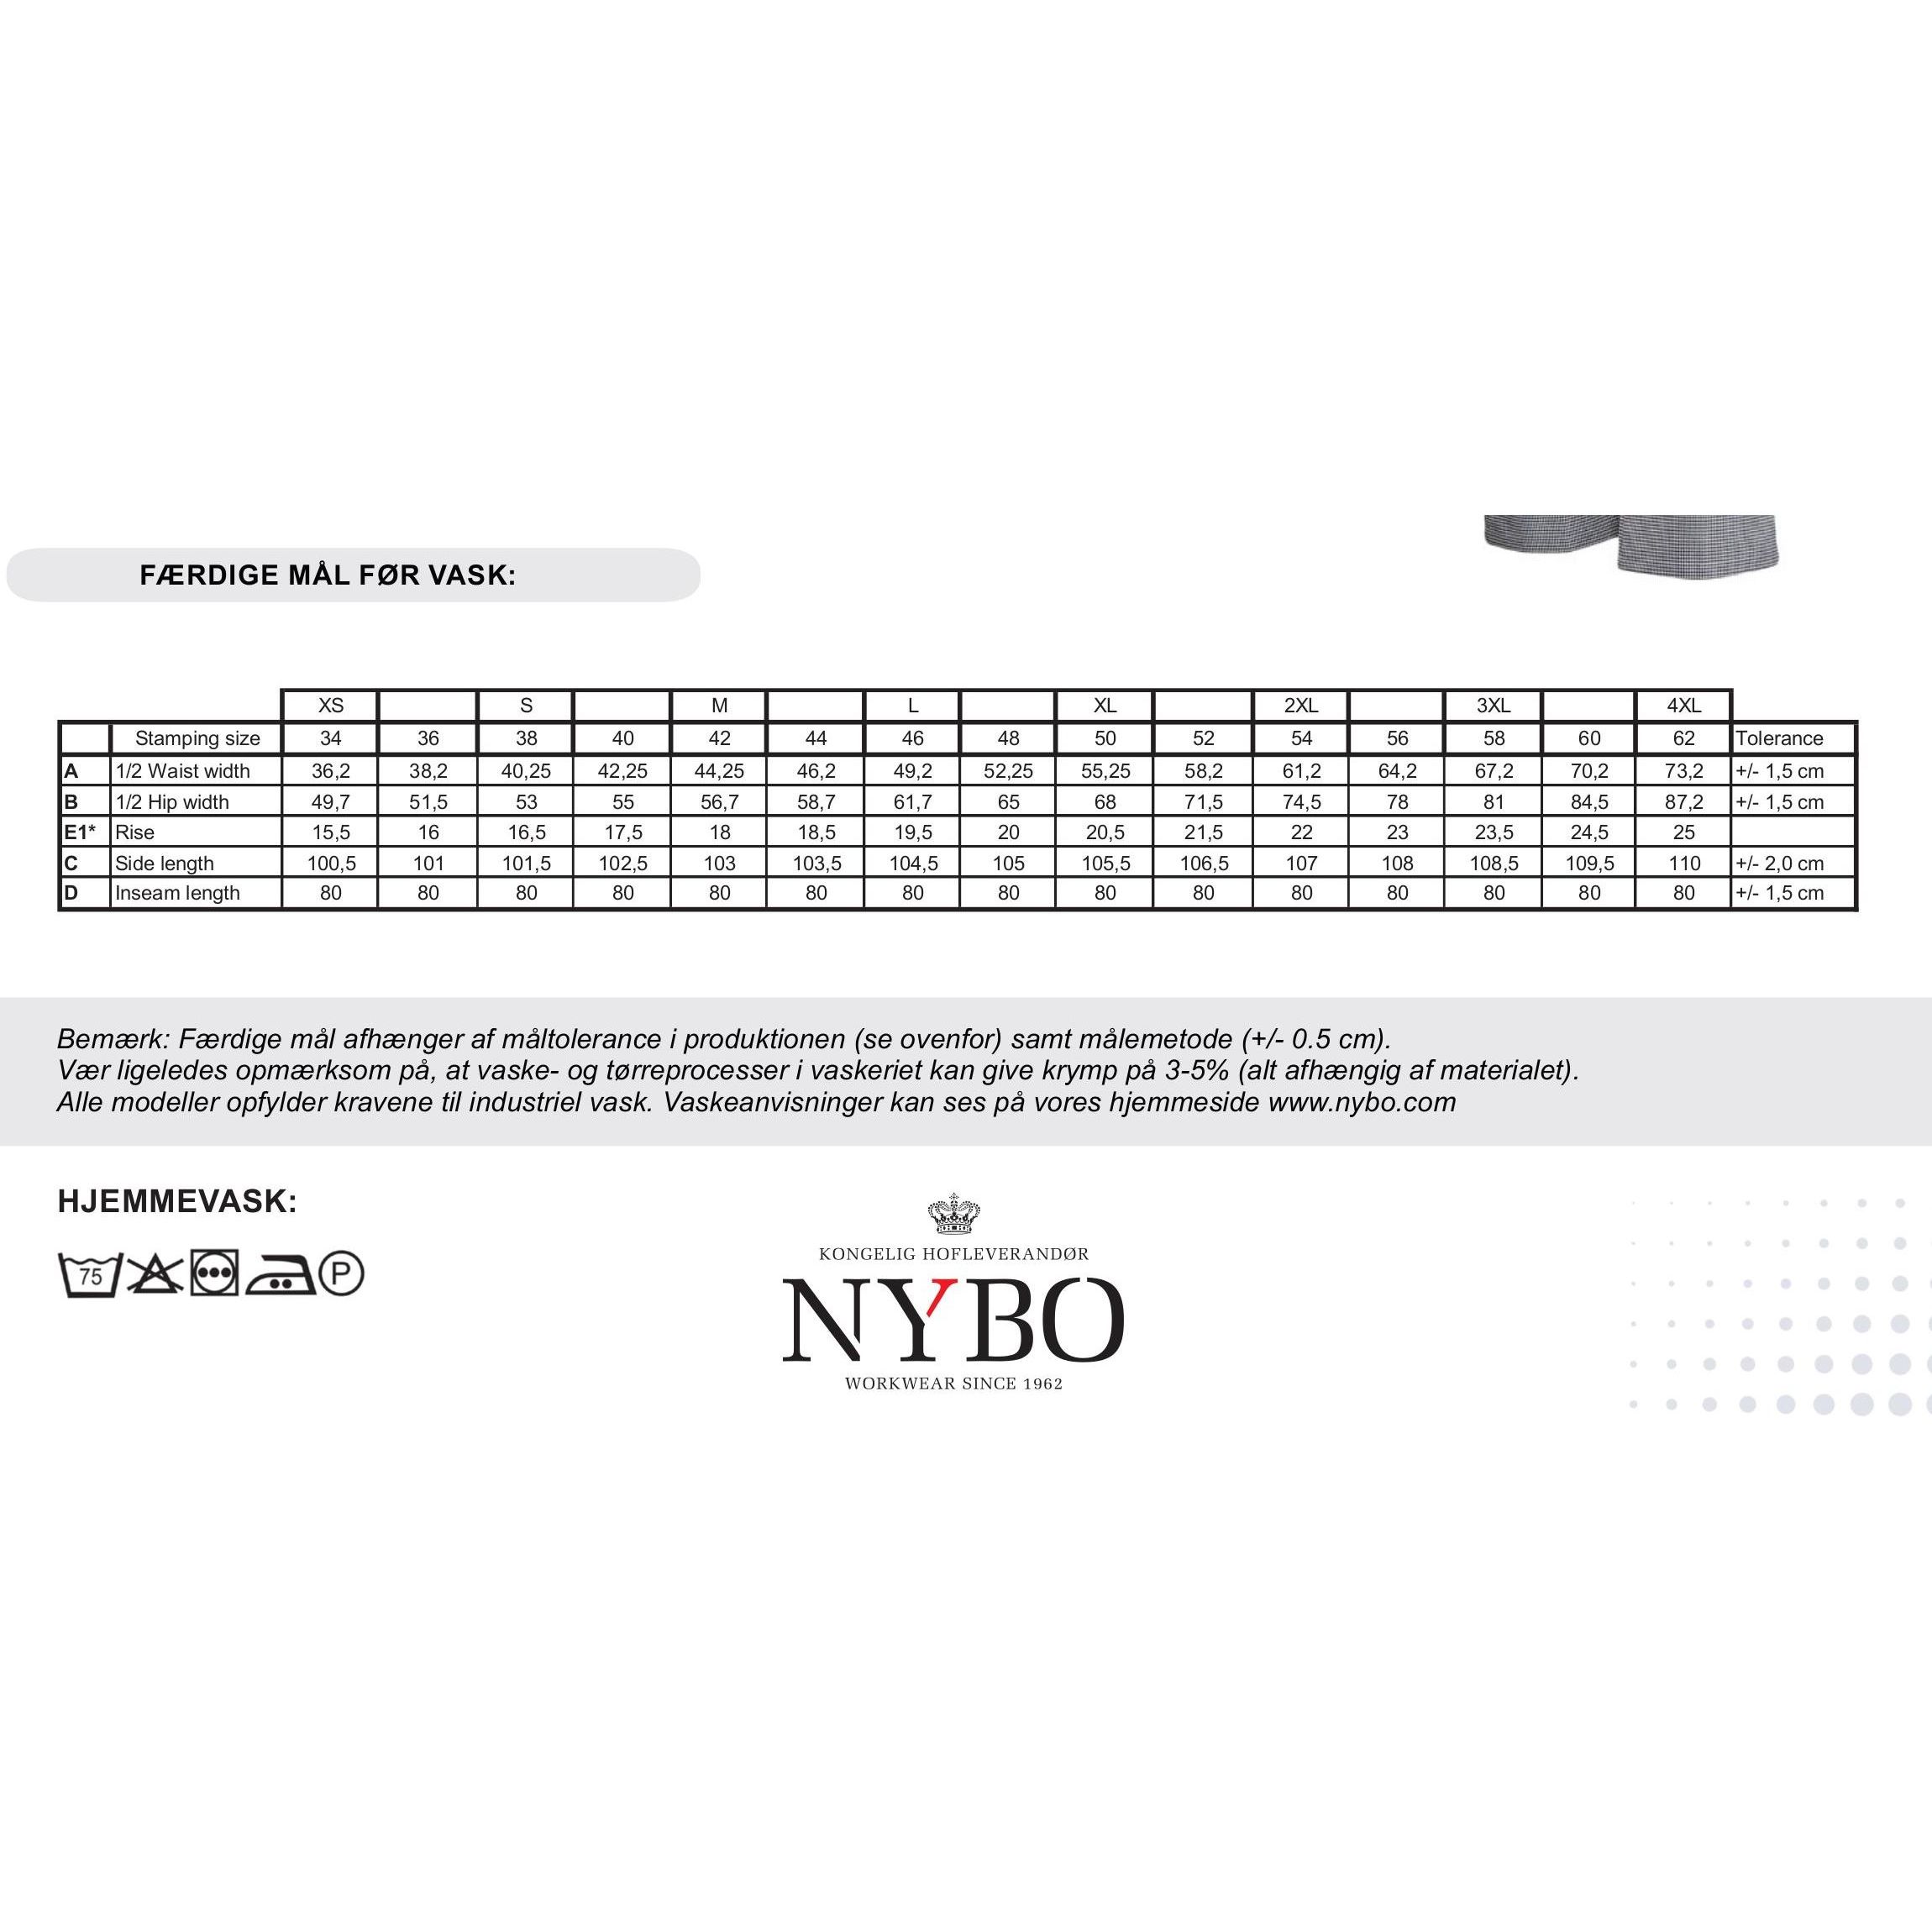 FÆRDIGE MÅL FØR VASK:
XS S M L XL 2XL 3XL 4XL
Stamping size 34 36 38 40 42 44 46 48 50 52 54 56 58 60 62 Tolerance
A 1/2 Waist width 36,2 38,2 40,25 42,25 44,25 46,2 49,2 52,25 55,25 58,2 61,2 64,2 67,2 70,2 73,2 +/- 1,5 cm
B 1/2 Hip width 49,7 51,5 53 55 56,7 58,7 61,7 65 68 71,5 74,5 78 81 84,5 87,2 +/- 1,5 cm
E1* Rise 15,5 16 16,5 17,5 18 18,5 19,5 20 20,5 21,5 22 23 23,5 24,5 25
C Side length 100,5 101 101,5 102,5 103 103,5 104,5 105 105,5 106,5 107 108 108,5 109,5 110 +/- 2,0 cm
D Inseam length 80 80 80 80 80 80 80 80 80 80 80 80 80 80 80 +/- 1,5 cm
Bemærk: Færdige mål afhænger af måltolerance i produktionen (se ovenfor) samt målemetode (+/- 0.5 cm).
Vær ligeledes opmærksom på, at vaske- og tørreprocesser i vaskeriet kan give krymp på 3-5% (alt afhængig af materialet).
Alle modeller opfylder kravene til industriel vask. Vaskeanvisninger kan ses på vores hjemmeside www.nybo.com
HJEMMEVASK:
75 P
KONGELIG HOFLEVERANDØR
NYBO
WORKWEAR SINCE 1962